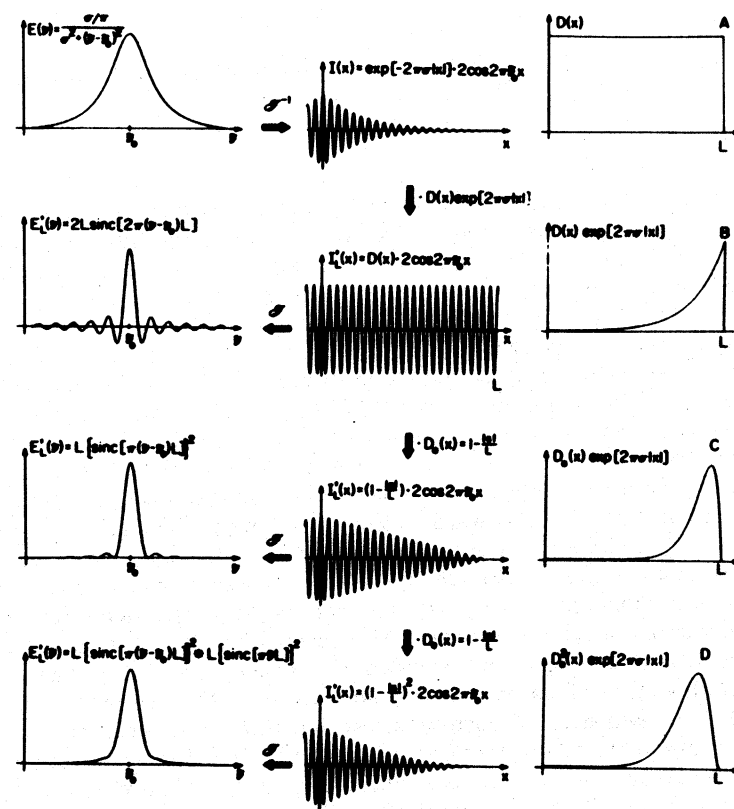 E(ν̄) = (σ/π) / (σ² + (ν̄-ν̄₀)²)
ν̄₀
ν̄
ℱ⁻¹
I(x) = exp[-2πσ|x|]·2cos2πν̄₀x
x
D(x)
A
L
· D(x)exp[2πσ|x|]
E'_L(ν̄) = 2L sinc[2π(ν̄-ν̄₀)L]
ν̄₀
ν̄
ℱ
I'_L(x) = D(x)·2cos2πν̄₀x
x
L
D(x) exp[2πσ|x|]
B
L
· D₀(x) = 1-|x|/L
E'_L(ν̄) = L {sinc[π(ν̄-ν̄₀)L]}²
ν̄₀
ν̄
ℱ
I'_L(x) = (1-|x|/L)·2cos2πν̄₀x
x
D₀(x) exp[2πσ|x|]
C
L
· D₀(x) = 1-|x|/L
E'_L(ν̄) = L {sinc[π(ν̄-ν̄₀)L]}² ⊗ L {sinc[πν̄L]}²
ν̄₀
ν̄
ℱ
I'_L(x) = (1-|x|/L)²·2cos2πν̄₀x
x
D₀²(x) exp[2πσ|x|]
D
L